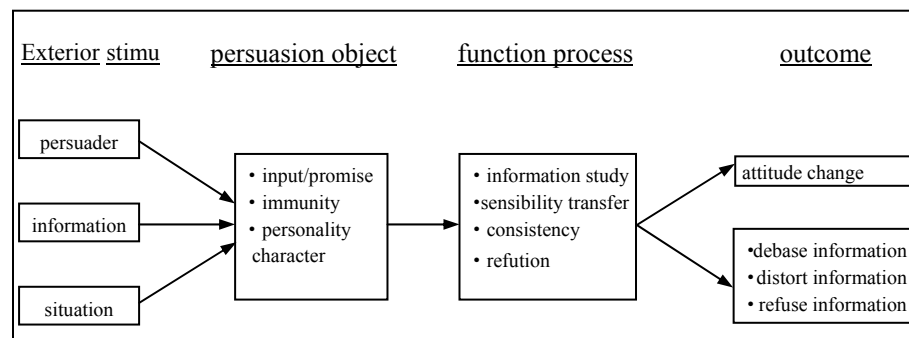 Exterior stimu persuasion object function process outcome
persuader
information
situation
• input/promise
• immunity
• personality
character
• information study
•sensibility transfer
• consistency
• refution
attitude change
•debase information
•distort information
• refuse information